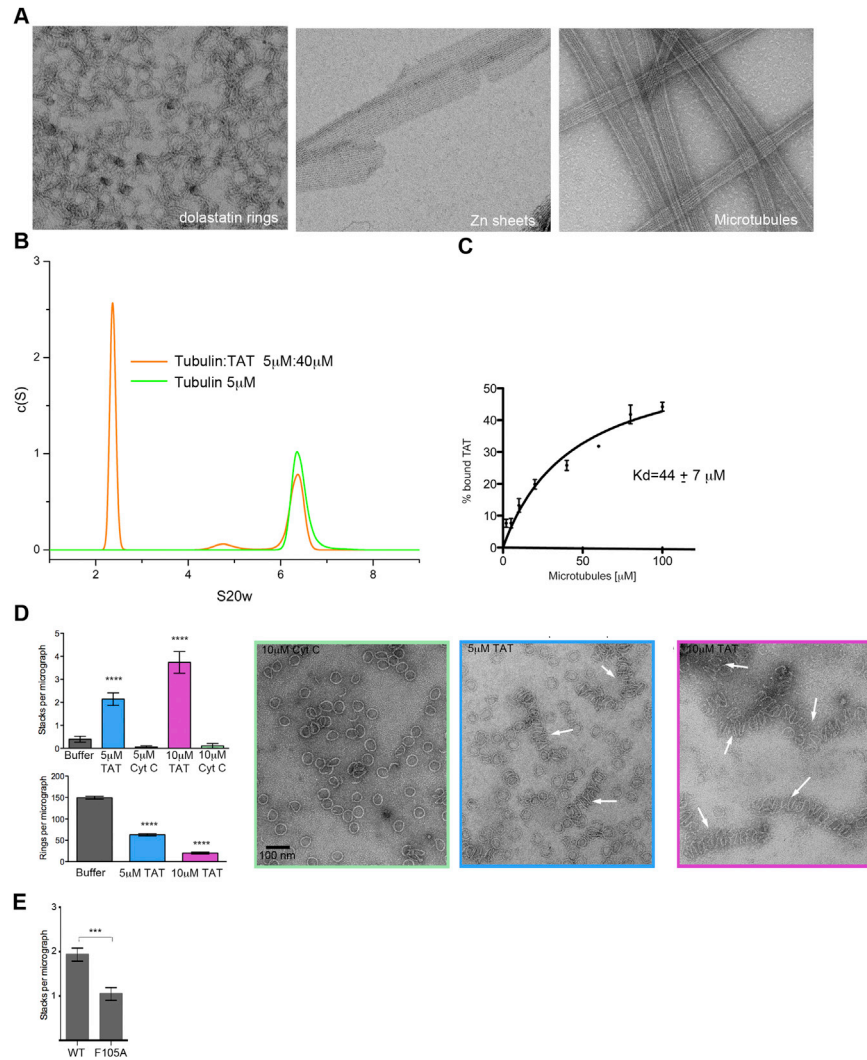 A
dolastatin rings
Zn sheets
Microtubules
B
3
2
1
0
c(S)
Tubulin:TAT 5μM:40μM
Tubulin 5μM
2
4
6
8
S20w
C
50
40
30
20
10
0
% bound TAT
Kd=44 ± 7 μM
0
50
100
Microtubules [μM]
D
5
4
3
2
1
0
Stacks per micrograph
****
****
Buffer
5μM TAT
5μM Cyt C
10μM TAT
10μM Cyt C
200
150
100
50
0
Rings per micrograph
****
****
Buffer
5μM TAT
10μM TAT
10μM Cyt C
100 nm
5μM TAT
10μM TAT
E
3
2
1
Stacks per micrograph
***
WT
F105A